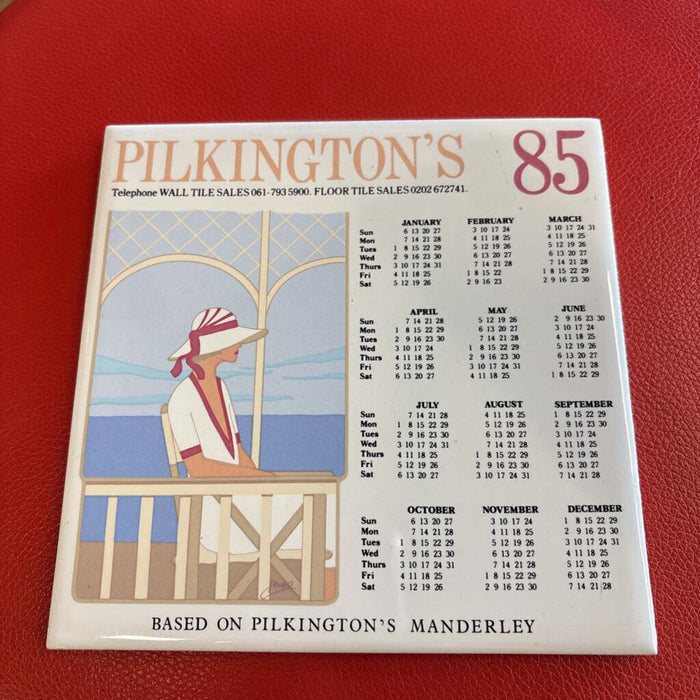 PILKINGTON'S 85
Telephone WALL TILE SALES 061-793 5900. FLOOR TILE SALES 0202 672741.
JANUARY FEBRUARY MARCH
Sun 6 13 20 27 3 10 17 24 3 10 17 24 31
Mon 7 14 21 28 4 11 18 25 4 11 18 25
Tues 1 8 15 22 29 5 12 19 26 5 12 19 26
Wed 2 9 16 23 30 6 13 20 27 6 13 20 27
Thurs 3 10 17 24 31 7 14 21 28 7 14 21 28
Fri 4 11 18 25 1 8 15 22 1 8 15 22 29
Sat 5 12 19 26 2 9 16 23 2 9 16 23 30
APRIL MAY JUNE
Sun 7 14 21 28 5 12 19 26 2 9 16 23 30
Mon 1 8 15 22 29 6 13 20 27 3 10 17 24
Tues 2 9 16 23 30 7 14 21 28 4 11 18 25
Wed 3 10 17 24 1 8 15 22 29 5 12 19 26
Thurs 4 11 18 25 2 9 16 23 30 6 13 20 27
Fri 5 12 19 26 3 10 17 24 31 7 14 21 28
Sat 6 13 20 27 4 11 18 25 1 8 15 22 29
JULY AUGUST SEPTEMBER
Sun 7 14 21 28 4 11 18 25 1 8 15 22 29
Mon 1 8 15 22 29 5 12 19 26 2 9 16 23 30
Tues 2 9 16 23 30 6 13 20 27 3 10 17 24
Wed 3 10 17 24 31 7 14 21 28 4 11 18 25
Thurs 4 11 18 25 1 8 15 22 29 5 12 19 26
Fri 5 12 19 26 2 9 16 23 30 6 13 20 27
Sat 6 13 20 27 3 10 17 24 31 7 14 21 28
OCTOBER NOVEMBER DECEMBER
Sun 6 13 20 27 3 10 17 24 1 8 15 22 29
Mon 7 14 21 28 4 11 18 25 2 9 16 23 30
Tues 1 8 15 22 29 5 12 19 26 3 10 17 24 31
Wed 2 9 16 23 30 6 13 20 27 4 11 18 25
Thurs 3 10 17 24 31 7 14 21 28 5 12 19 26
Fri 4 11 18 25 1 8 15 22 29 6 13 20 27
Sat 5 12 19 26 2 9 16 23 30 7 14 21 28
BASED ON PILKINGTON'S MANDERLEY